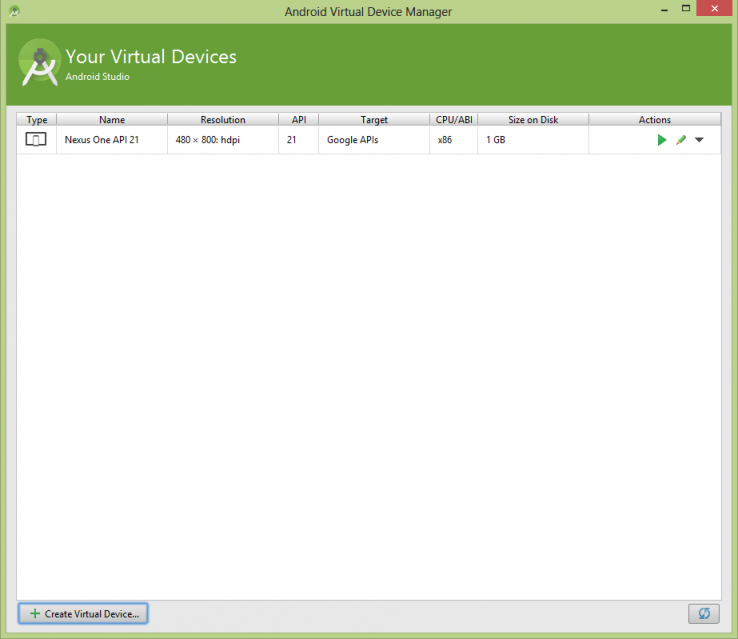 Android Virtual Device Manager
Your Virtual Devices
Android Studio
Type Name Resolution API Target CPU/ABI Size on Disk Actions
Nexus One API 21 480 × 800: hdpi 21 Google APIs x86 1 GB
Create Virtual Device...